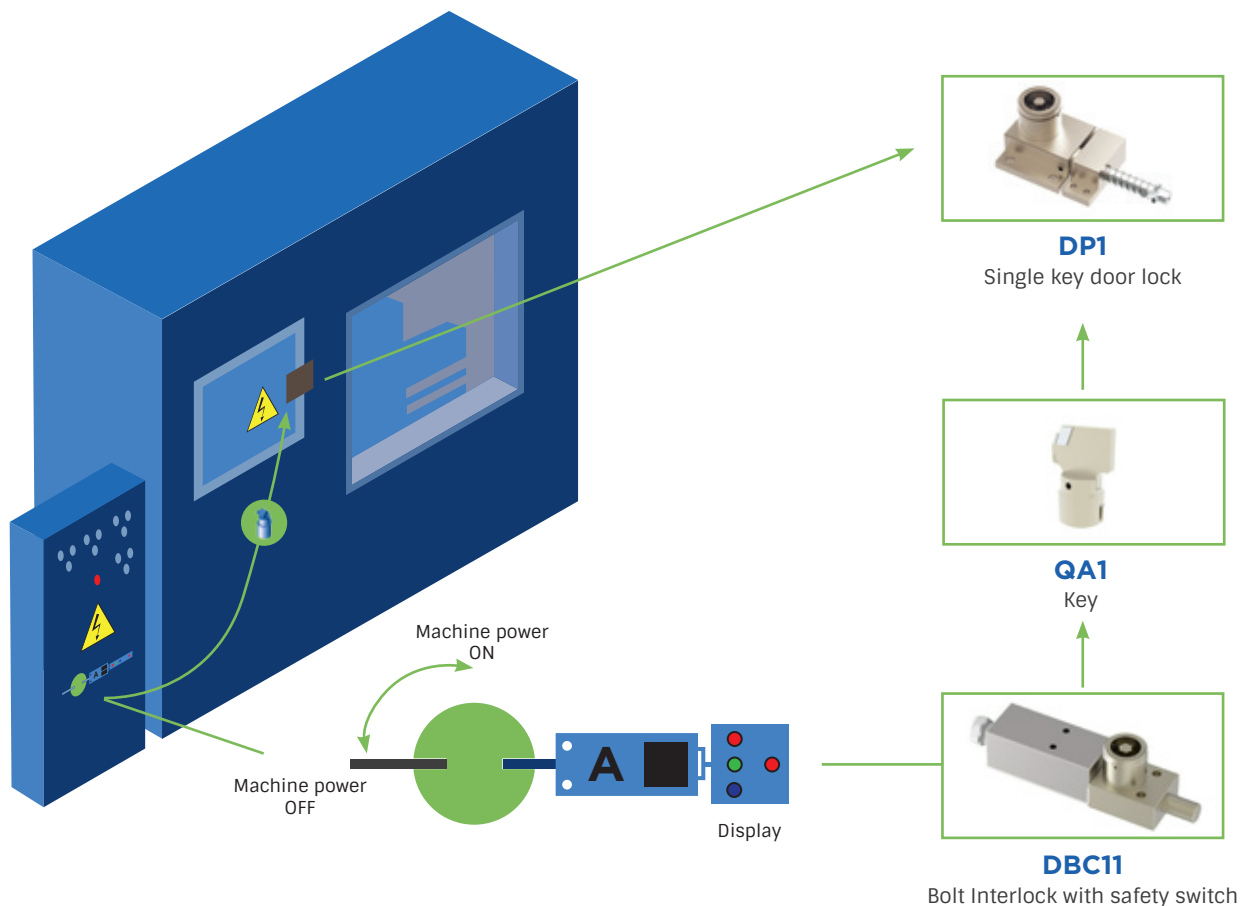 DP1
Single key door lock
QA1
Key
Machine power
ON
A
A
Machine power
OFF
Display
DBC11
Bolt Interlock with safety switch